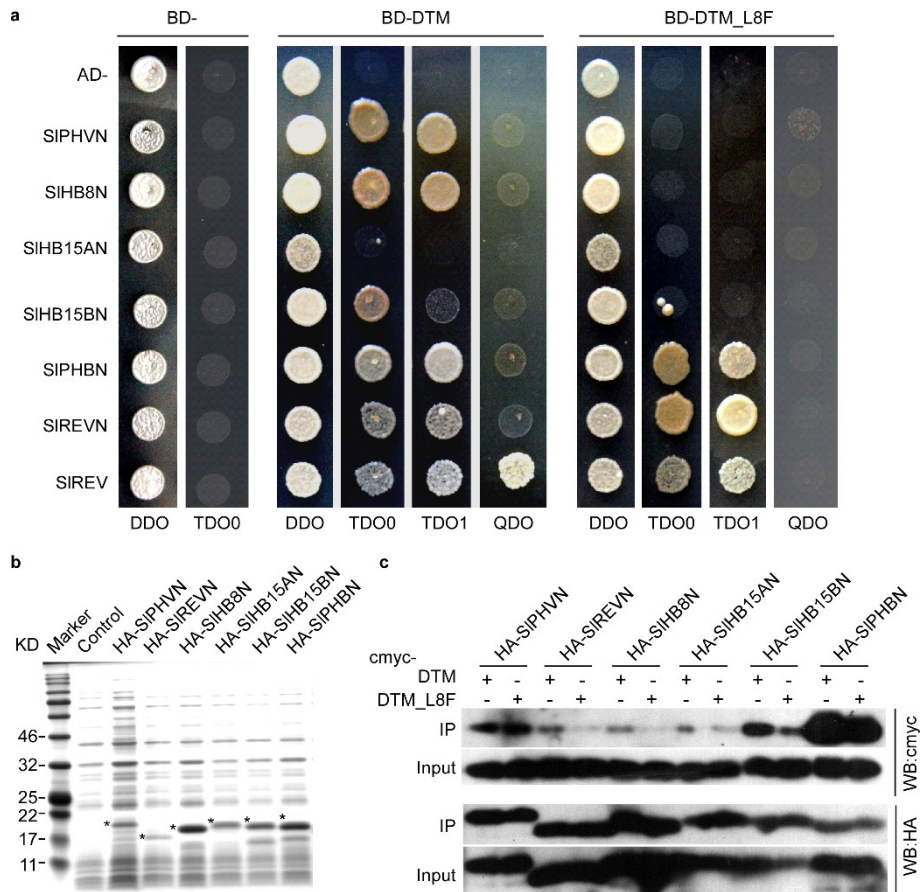 a
BD- BD-DTM BD-DTM_L8F
AD-
SlPHVN
SlHB8N
SlHB15AN
SlHB15BN
SlPHBN
SlREVN
SlREV
DDO TDO0 DDO TDO0 TDO1 QDO DDO TDO0 TDO1 QDO
b
KD Marker Control HA-SlPHVN HA-SlREVN HA-SlHB8N HA-SlHB15AN HA-SlHB15BN HA-SlPHBN
46-
32-
25-
22-
17-
11-
* * * * * *
c
HA-SlPHVN HA-SlREVN HA-SlHB8N HA-SlHB15AN HA-SlHB15BN HA-SlPHBN
cmyc-
DTM + - + - + - + - + - + -
DTM_L8F - + - + - + - + - + - +
IP
Input
WB:cmyc
IP
Input
WB:HA